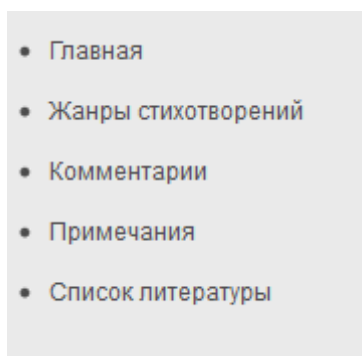 Главная
Жанры стихотворений
Комментарии
Примечания
Список литературы